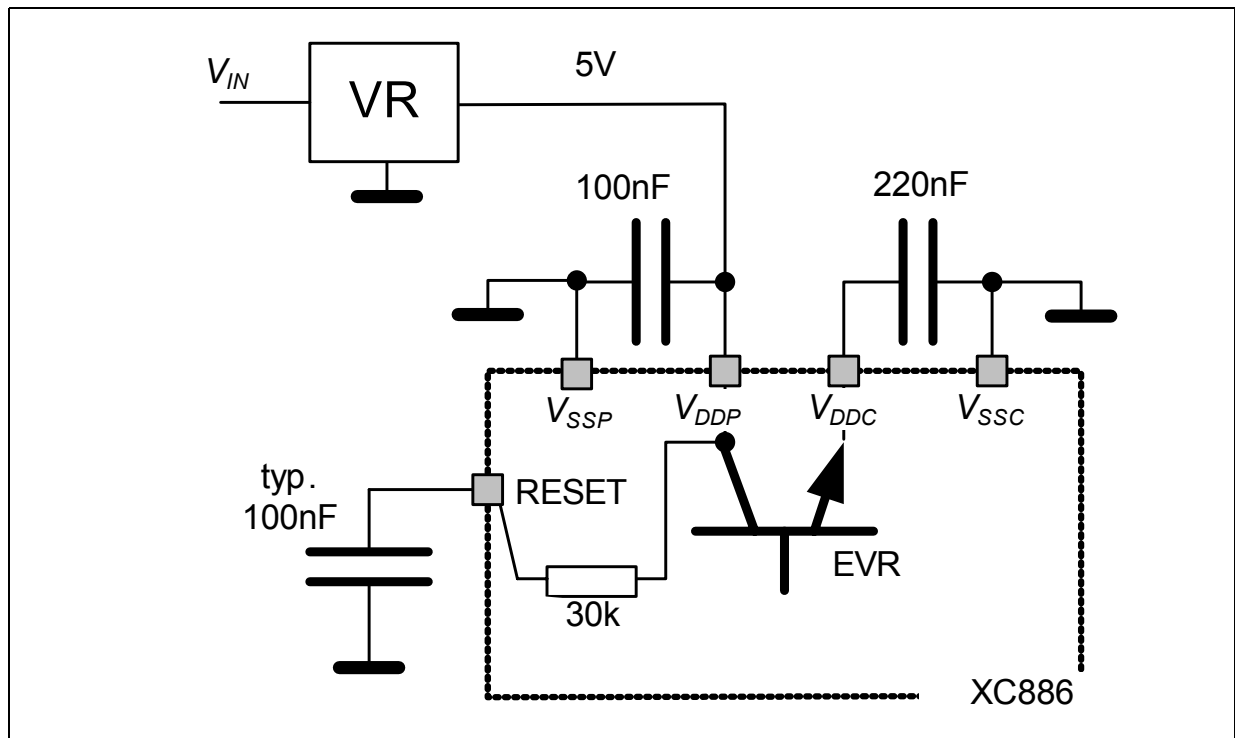 V_IN
VR
5V
100nF
220nF
V_SSP
V_DDP
V_DDC
V_SSC
typ.
100nF
RESET
30k
EVR
XC886